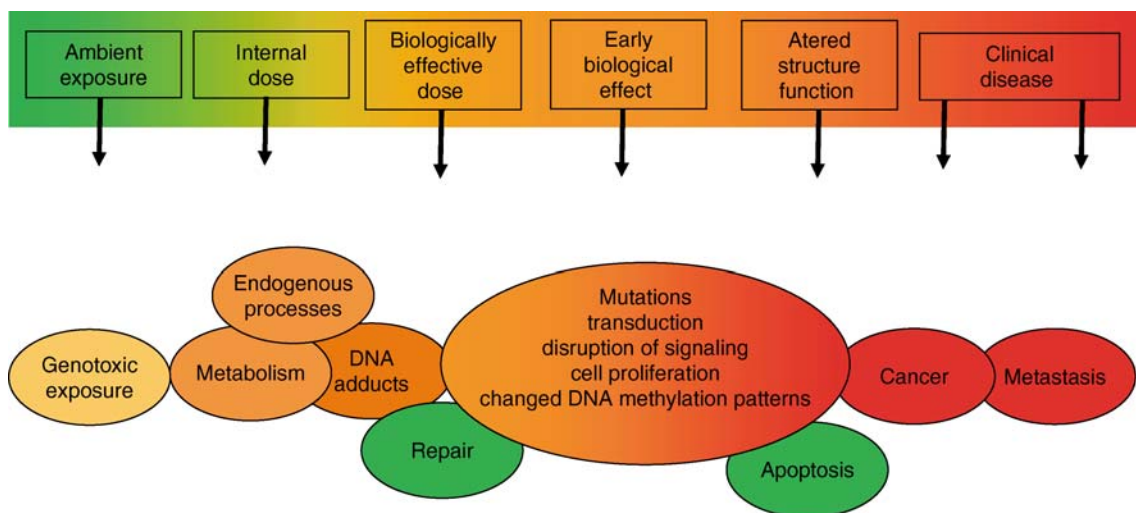 Ambient
exposure
Internal
dose
Biologically
effective
dose
Early
biological
effect
Atered
structure
function
Clinical
disease
Endogenous
processes
Genotoxic
exposure
Metabolism
DNA
adducts
Repair
Mutations
transduction
disruption of signaling
cell proliferation
changed DNA methylation patterns
Apoptosis
Cancer
Metastasis